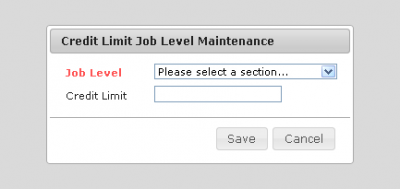 Credit Limit Job Level Maintenance
Job Level Please select a section...
Credit Limit
Save Cancel